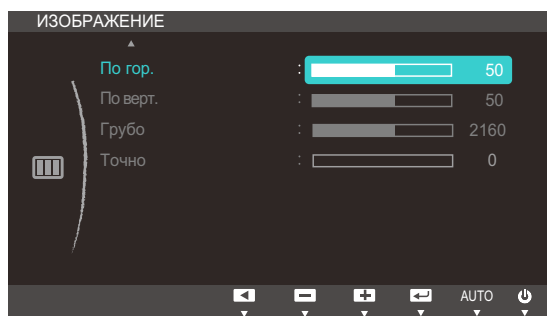 ИЗОБРАЖЕНИЕ
По гор. : 50
По верт. : 50
Грубо : 2160
Точно : 0
AUTO